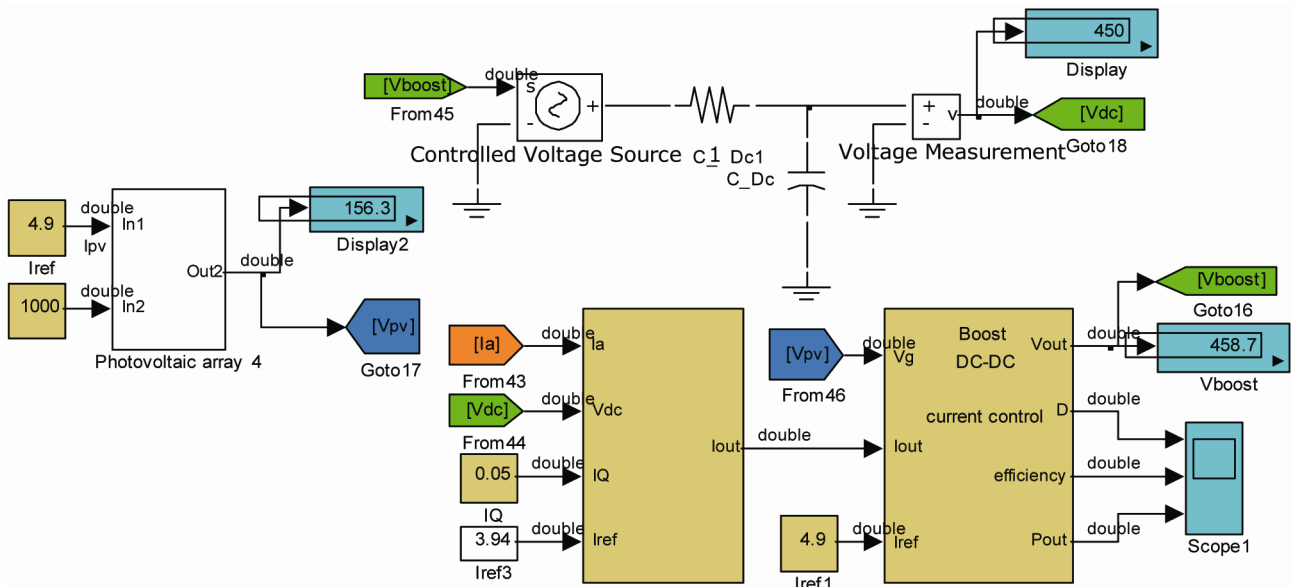 450
Display
[Vboost]
From45
double
s
+
-
Controlled Voltage Source
C_1 Dc1
C_Dc
+
-
v
Voltage Measurement
double
[Vdc]
Goto18
4.9
Iref
double
Ipv
In1
1000
double
In2
Out2
Photovoltaic array 4
double
156.3
Display2
[Vpv]
Goto17
[Ia]
From43
double
Ia
[Vdc]
From44
double
Vdc
0.05
IQ
double
IQ
3.94
Iref3
double
Iref
Iout
double
[Vpv]
From46
double
Vg
Iout
4.9
Iref1
double
Iref
Boost
DC-DC
current control
Vout
double
D
double
efficiency
double
Pout
double
[Vboost]
Goto16
458.7
Vboost
Scope1